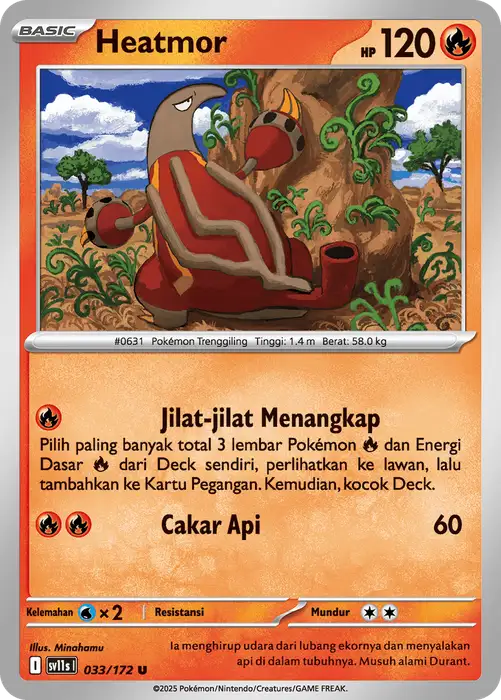 BASIC Heatmor HP 120
#0631 Pokémon Trenggiling Tinggi: 1.4 m Berat: 58.0 kg
Jilat-jilat Menangkap
Pilih paling banyak total 3 lembar Pokémon dan Energi
Dasar dari Deck sendiri, perlihatkan ke lawan, lalu
tambahkan ke Kartu Pegangan. Kemudian, kocok Deck.
Cakar Api 60
Kelemahan ×2 Resistansi Mundur
Illus. Minahamu
I sv11s I 033/172 U
Ia menghirup udara dari lubang ekornya dan menyalakan
api di dalam tubuhnya. Musuh alami Durant.
©2025 Pokémon/Nintendo/Creatures/GAME FREAK.